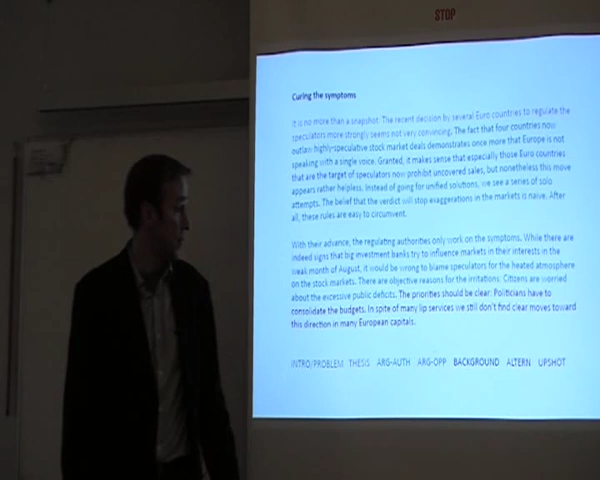 STOP
Curing the symptoms
It is no more than a snapshot. The recent decision by several Euro countries to regulate the
speculators more strongly seems not very convincing. The fact that four countries now
outlaw highly-speculative stock market deals demonstrates once more that Europe is not
speaking with a single voice. Granted, it makes sense that especially those Euro countries
that are the target of speculators now prohibit uncovered sales, but nonetheless this move
appears rather helpless. Instead of going for unified solutions, we see a series of solo
attempts. The belief that the verdict will stop exaggerations in the markets is naive. After
all, these rules are easy to circumvent.
With their advance, the regulating authorities only work on the symptoms. While there are
indeed signs that big investment banks try to influence markets in their interests in the
weak month of August, it would be wrong to blame speculators for the heated atmosphere
on the stock markets. There are objective reasons for the irritations: Citizens are worried
about the excessive public deficits. The priorities should be clear: Politicians have to
consolidate the budgets. In spite of many lip services we still don't find clear moves toward
this direction in many European capitals.
INTRO/PROBLEM THESIS ARG-AUTH ARG-OPP BACKGROUND ALTERN UPSHOT